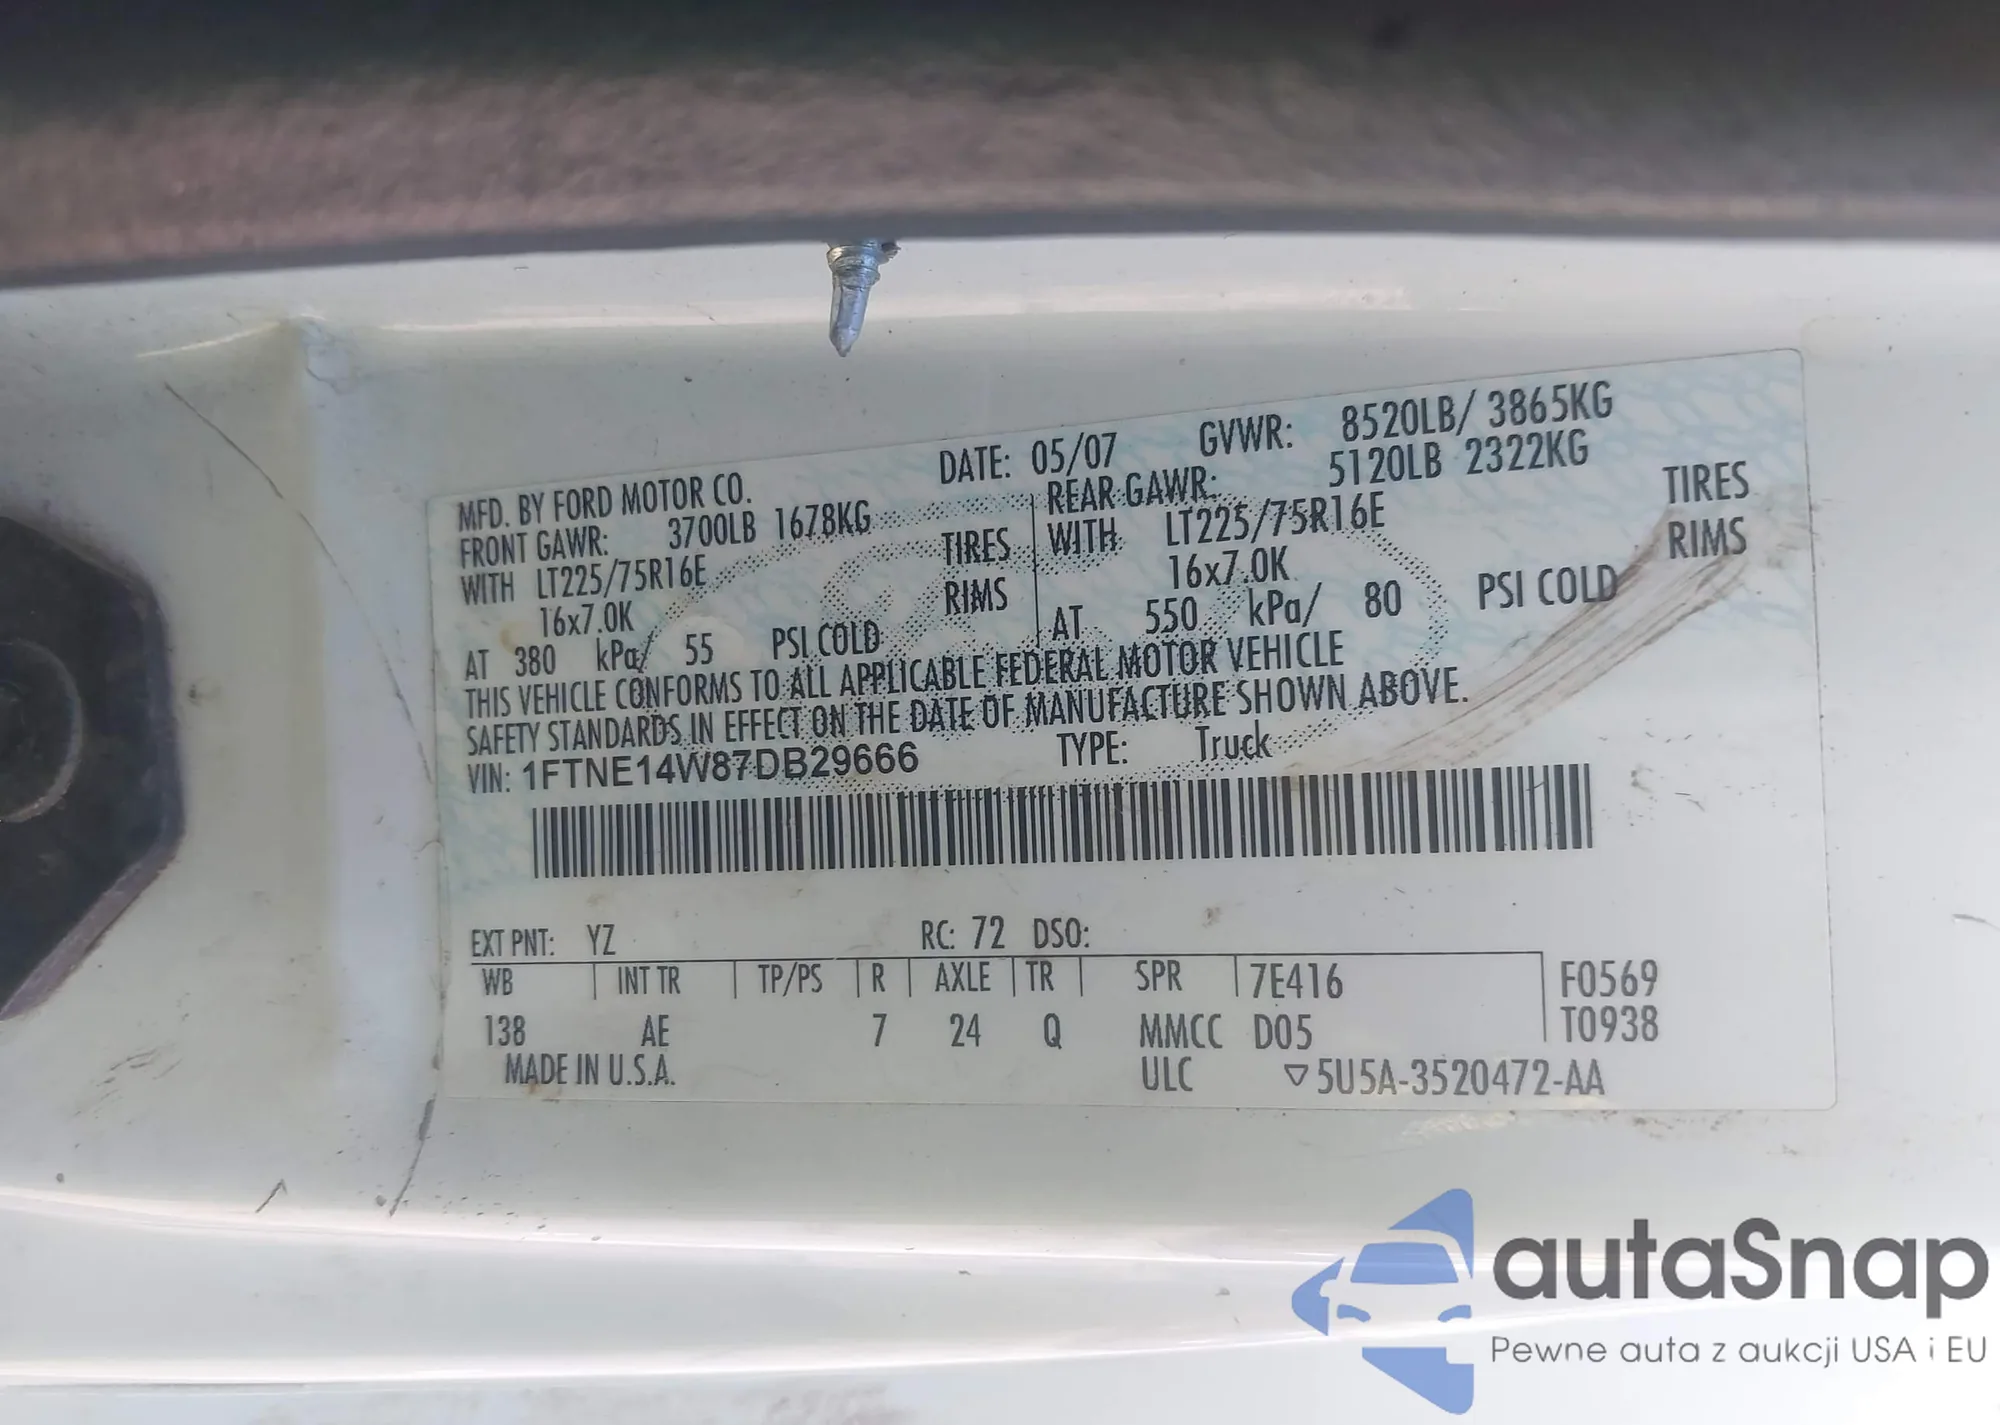 MFD. BY FORD MOTOR CO. DATE: 05/07 GVWR: 8520LB/ 3865KG
FRONT GAWR: 3700LB 1678KG REAR GAWR: 5120LB 2322KG
WITH LT225/75R16E TIRES WITH LT225/75R16E TIRES
16x7.0K RIMS 16x7.0K RIMS
AT 380 kPa/ 55 PSI COLD AT 550 kPa/ 80 PSI COLD
THIS VEHICLE CONFORMS TO ALL APPLICABLE FEDERAL MOTOR VEHICLE
SAFETY STANDARDS IN EFFECT ON THE DATE OF MANUFACTURE SHOWN ABOVE.
VIN: 1FTNE14W87DB29666 TYPE: Truck
EXT PNT: YZ RC: 72 DSO:
WB INT TR TP/PS R AXLE TR SPR 7E416 F0569
138 AE 7 24 Q MMCC D05 T0938
MADE IN U.S.A. ULC ▽5U5A-3520472-AA
autaSnap
Pewne auta z aukcji USA i EU